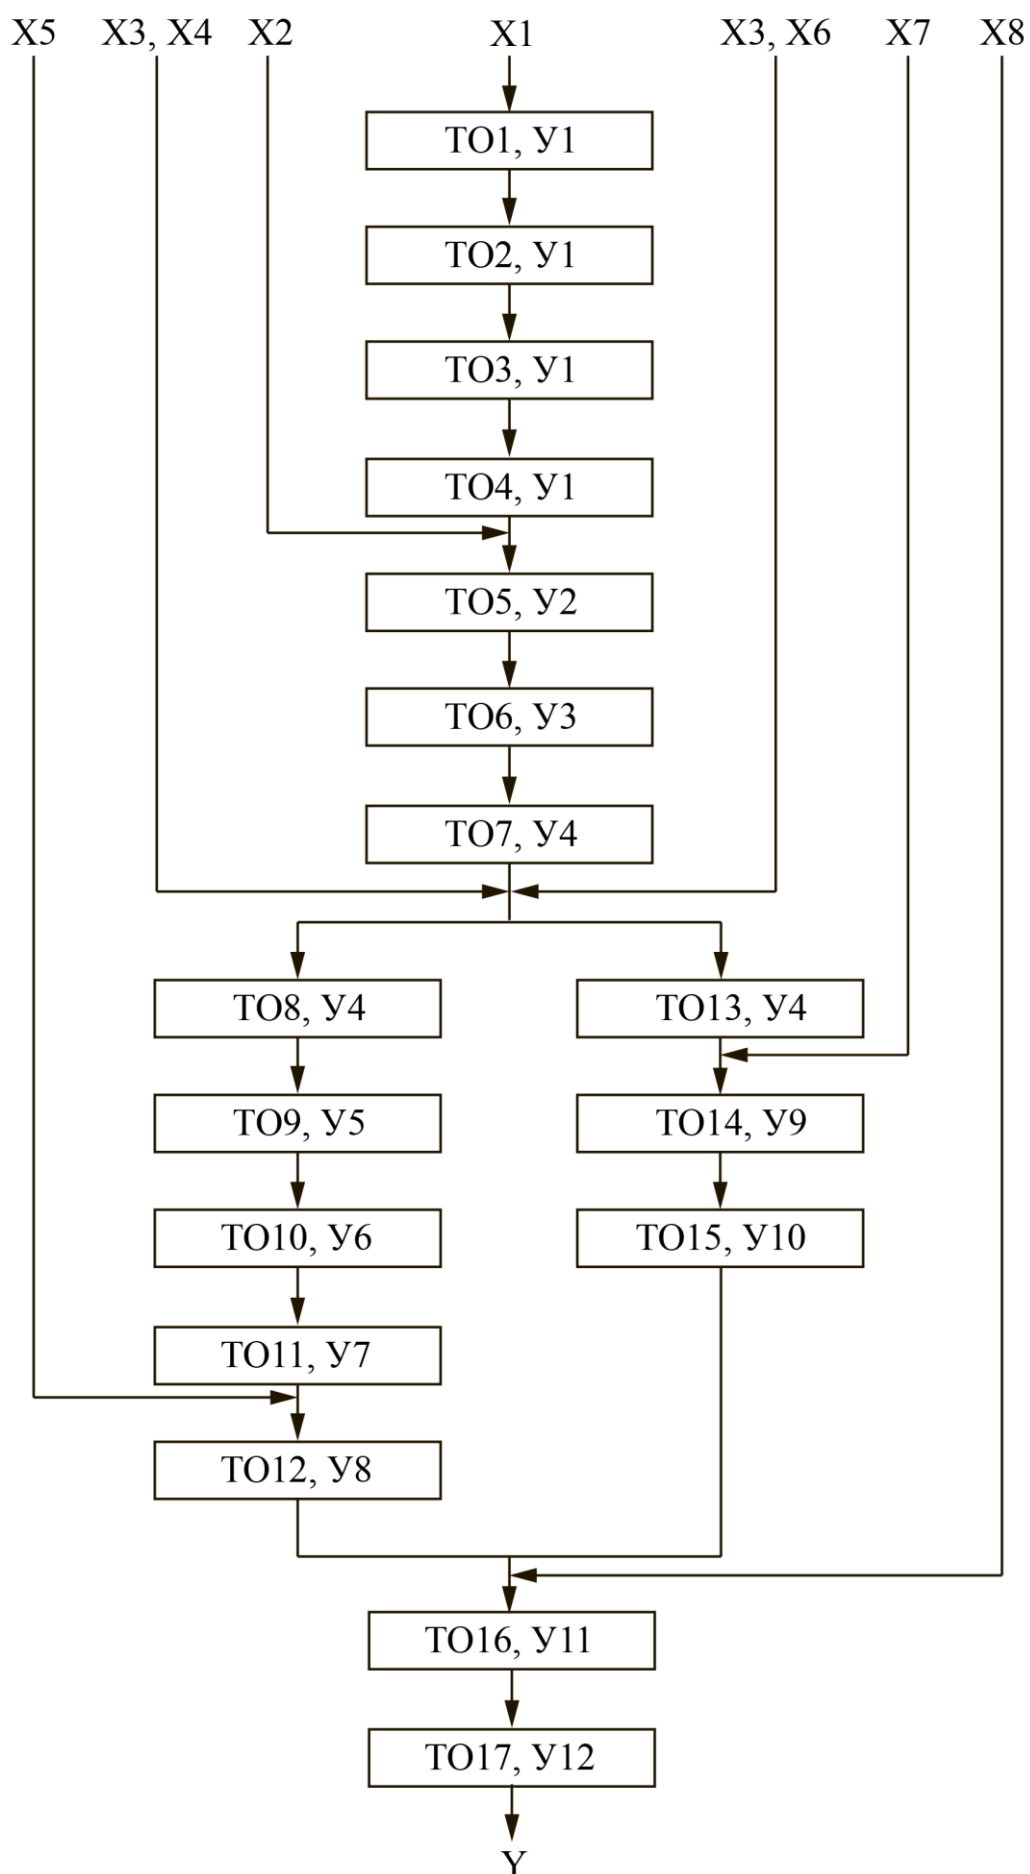 X5 X3, X4 X2 X1 X3, X6 X7 X8
ТО1, У1
ТО2, У1
ТО3, У1
ТО4, У1
ТО5, У2
ТО6, У3
ТО7, У4
ТО8, У4 ТО13, У4
ТО9, У5 ТО14, У9
ТО10, У6 ТО15, У10
ТО11, У7
ТО12, У8
ТО16, У11
ТО17, У12
Y